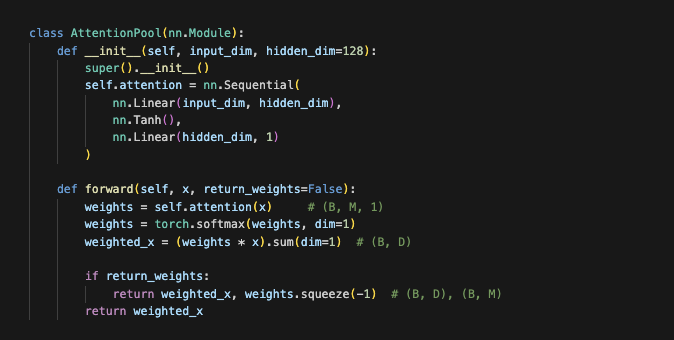 class AttentionPool(nn.Module):
    def __init__(self, input_dim, hidden_dim=128):
        super().__init__()
        self.attention = nn.Sequential(
            nn.Linear(input_dim, hidden_dim),
            nn.Tanh(),
            nn.Linear(hidden_dim, 1)
        )

    def forward(self, x, return_weights=False):
        weights = self.attention(x)     # (B, M, 1)
        weights = torch.softmax(weights, dim=1)
        weighted_x = (weights * x).sum(dim=1)  # (B, D)

        if return_weights:
            return weighted_x, weights.squeeze(-1)  # (B, D), (B, M)
        return weighted_x